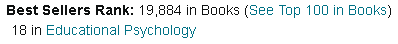 Best Sellers Rank: 19,884 in Books (See Top 100 in Books)
18 in Educational Psychology